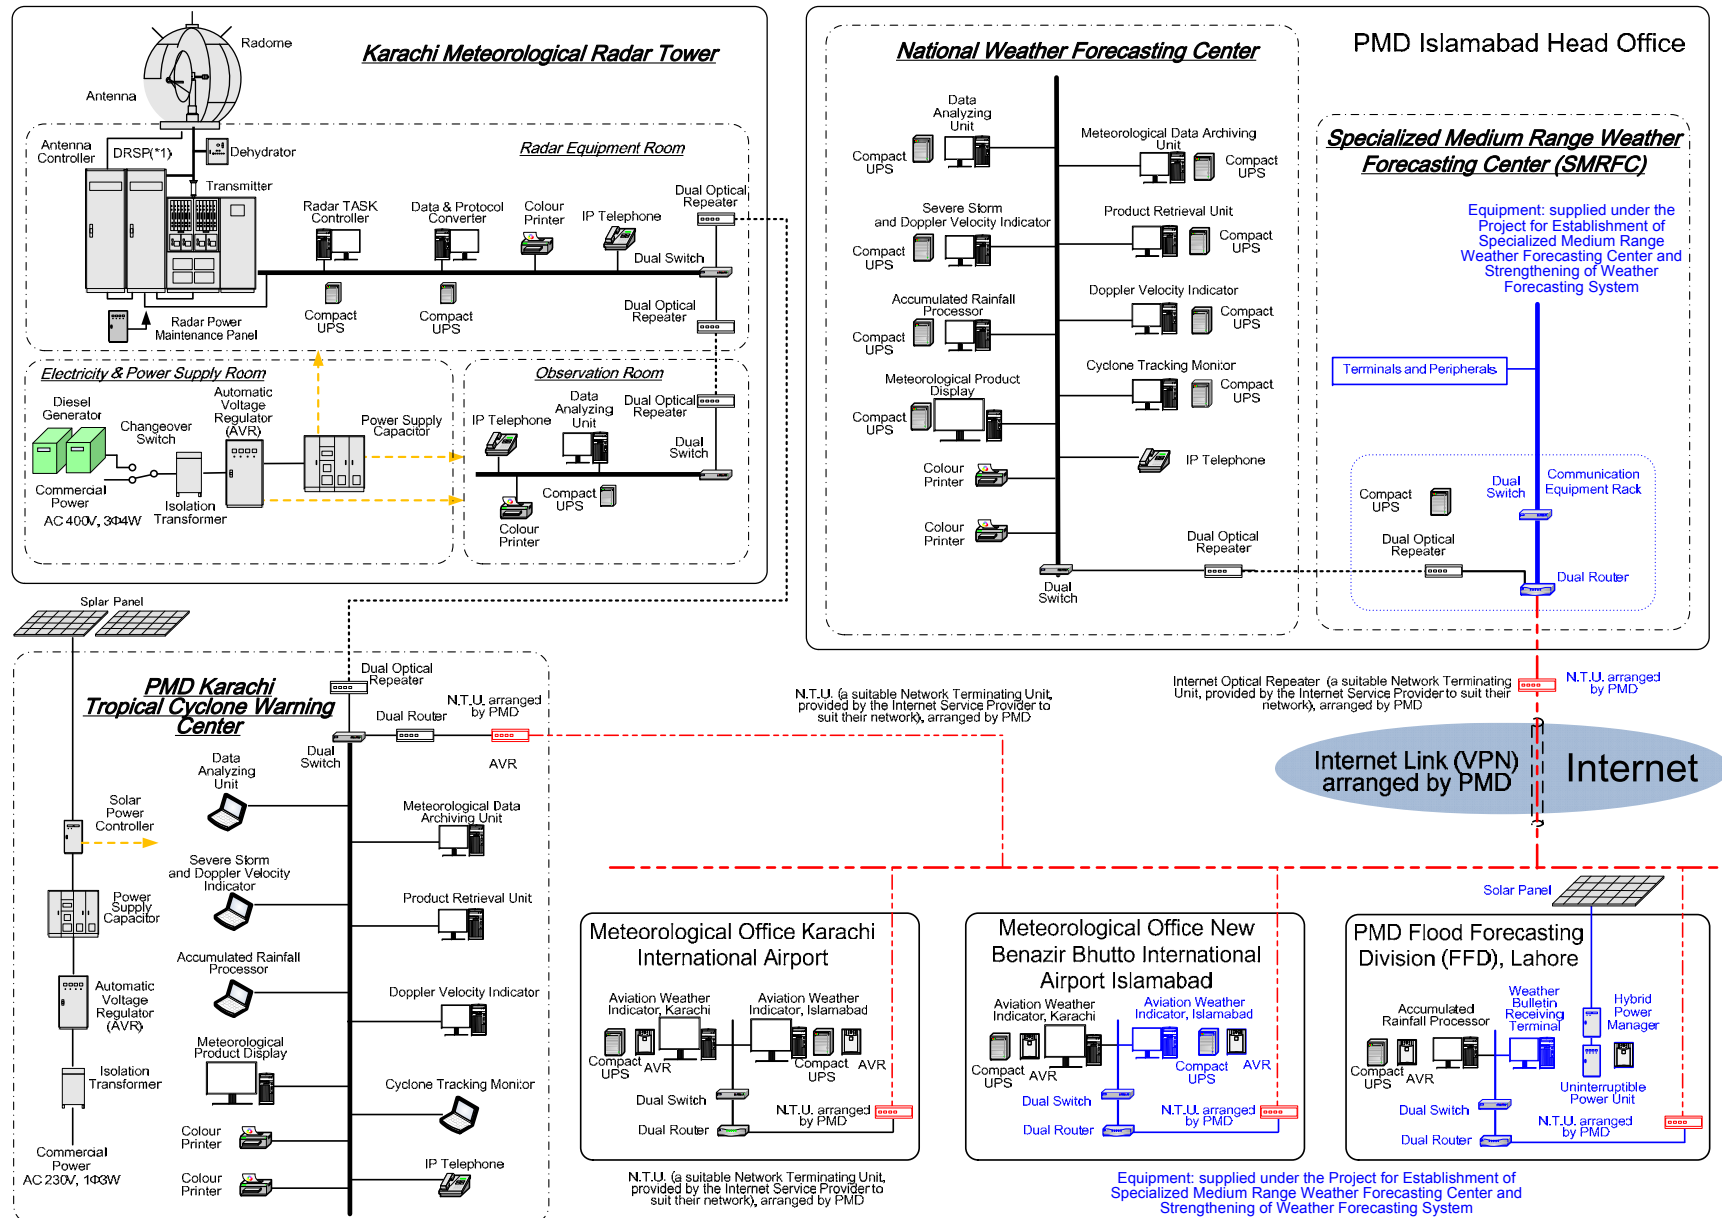 Karachi Meteorological Radar Tower
Radome
Antenna
Antenna
Controller
DRSP(*1)
Dehydrator
Transmitter
Radar Equipment Room
Radar TASK
Controller
Data & Protocol
Converter
Colour
Printer
IP Telephone
Dual Optical
Repeater
Dual Switch
Compact
UPS
Compact
UPS
Dual Optical
Repeater
Radar Power
Maintenance Panel
Electricity & Power Supply Room
Diesel
Generator
Changeover
Switch
Automatic
Voltage
Regulator
(AVR)
Power Supply
Capacitor
Commercial
Power
AC 400V, 3Φ4W
Isolation
Transformer
Observation Room
IP Telephone
Data
Analyzing
Unit
Dual Optical
Repeater
Dual
Switch
Compact
UPS
Colour
Printer
PMD Islamabad Head Office
National Weather Forecasting Center
Data
Analyzing
Unit
Compact
UPS
Meteorological Data Archiving
Unit
Compact
UPS
Severe Storm
and Doppler Velocity Indicator
Compact
UPS
Product Retrieval Unit
Compact
UPS
Accumulated Rainfall
Processor
Compact
UPS
Doppler Velocity Indicator
Compact
UPS
Meteorological Product
Display
Compact
UPS
Cyclone Tracking Monitor
Compact
UPS
Colour
Printer
IP Telephone
Colour
Printer
Dual
Switch
Dual Optical
Repeater
Specialized Medium Range Weather
Forecasting Center (SMRFC)
Equipment: supplied under the
Project for Establishment of
Specialized Medium Range
Weather Forecasting Center and
Strengthening of Weather
Forecasting System
Terminals and Peripherals
Compact
UPS
Dual
Switch
Communication
Equipment Rack
Dual Optical
Repeater
Dual Router
Internet Optical Repeater (a suitable Network Terminating
Unit, provided by the Internet Service Provider to suit their
network), arranged by PMD
N.T.U. arranged
by PMD
Internet Link (VPN)
arranged by PMD
Internet
Solar Panel
PMD Karachi
Tropical Cyclone Warning
Center
Dual Optical
Repeater
Dual Router
N.T.U. arranged
by PMD
AVR
Dual
Switch
N.T.U. (a suitable Network Terminating Unit,
provided by the Internet Service Provider to
suit their network), arranged by PMD
Data
Analyzing
Unit
Solar
Power
Controller
Meteorological Data
Archiving Unit
Severe Storm
and Doppler Velocity
Indicator
Power
Supply
Capacitor
Product Retrieval Unit
Accumulated Rainfall
Processor
Automatic
Voltage
Regulator
(AVR)
Doppler Velocity Indicator
Meteorological
Product Display
Isolation
Transformer
Cyclone Tracking Monitor
Colour
Printer
Commercial
Power
AC 230V, 1Φ3W
Colour
Printer
IP Telephone
Meteorological Office Karachi
International Airport
Aviation Weather
Indicator, Karachi
Aviation Weather
Indicator, Islamabad
Compact
UPS
AVR
Compact
UPS
AVR
Dual Switch
Dual Router
N.T.U. arranged
by PMD
N.T.U. (a suitable Network Terminating Unit,
provided by the Internet Service Provider to
suit their network), arranged by PMD
Meteorological Office New
Benazir Bhutto International
Airport Islamabad
Aviation Weather
Indicator, Karachi
Aviation Weather
Indicator, Islamabad
Compact
UPS
AVR
Compact
UPS
AVR
Dual Switch
Dual Router
N.T.U. arranged
by PMD
Solar Panel
PMD Flood Forecasting
Division (FFD), Lahore
Accumulated
Rainfall Processor
Weather
Bulletin
Receiving
Terminal
Hybrid
Power
Manager
Compact
UPS
AVR
Uninterruptible
Power Unit
Dual Switch
Dual Router
N.T.U. arranged
by PMD
Equipment: supplied under the Project for Establishment of
Specialized Medium Range Weather Forecasting Center and
Strengthening of Weather Forecasting System